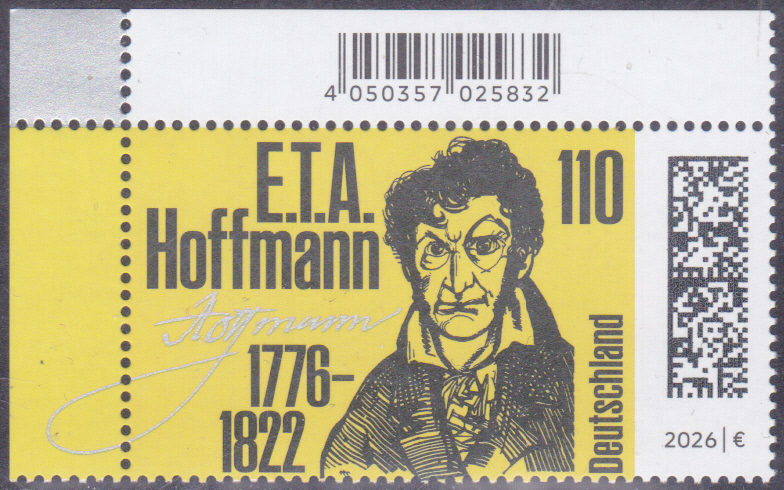 4 050357 025832
E.T.A.
Hoffmann
110
Hoffmann
1776–
1822
Deutschland
2026 | €